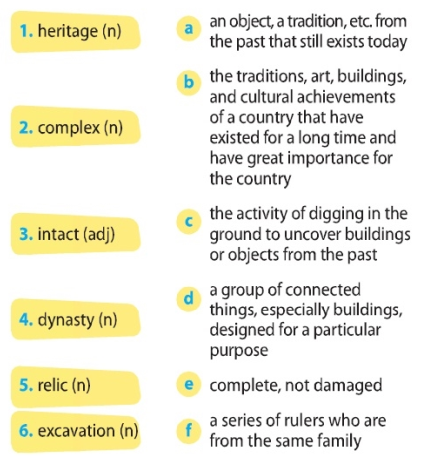 1. heritage (n)
a an object, a tradition, etc. from
the past that still exists today
b the traditions, art, buildings,
and cultural achievements
of a country that have
existed for a long time and
have great importance for
the country
2. complex (n)
3. intact (adj)
c the activity of digging in the
ground to uncover buildings
or objects from the past
4. dynasty (n)
d a group of connected
things, especially buildings,
designed for a particular
purpose
5. relic (n)
e complete, not damaged
6. excavation (n)
f a series of rulers who are
from the same family